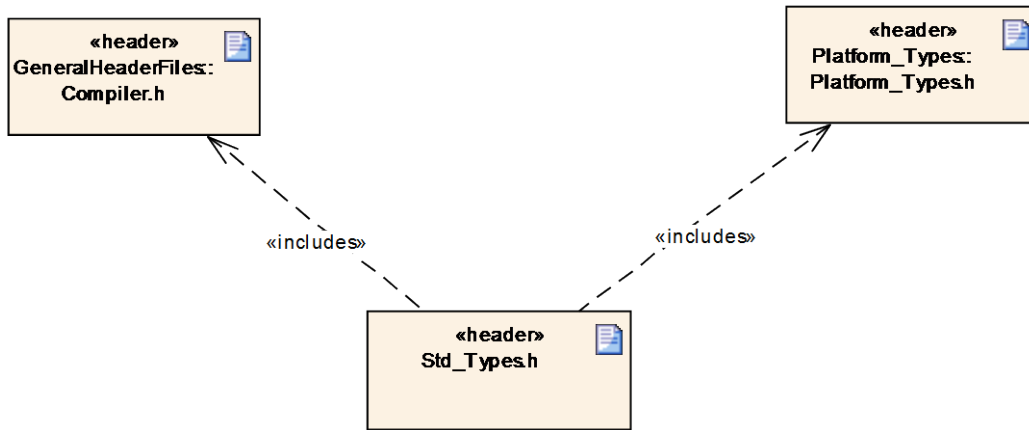 «header»
GeneralHeaderFiles::
Compiler.h
«header»
Platform_Types::
Platform_Types.h
«includes»
«includes»
«header»
Std_Types.h